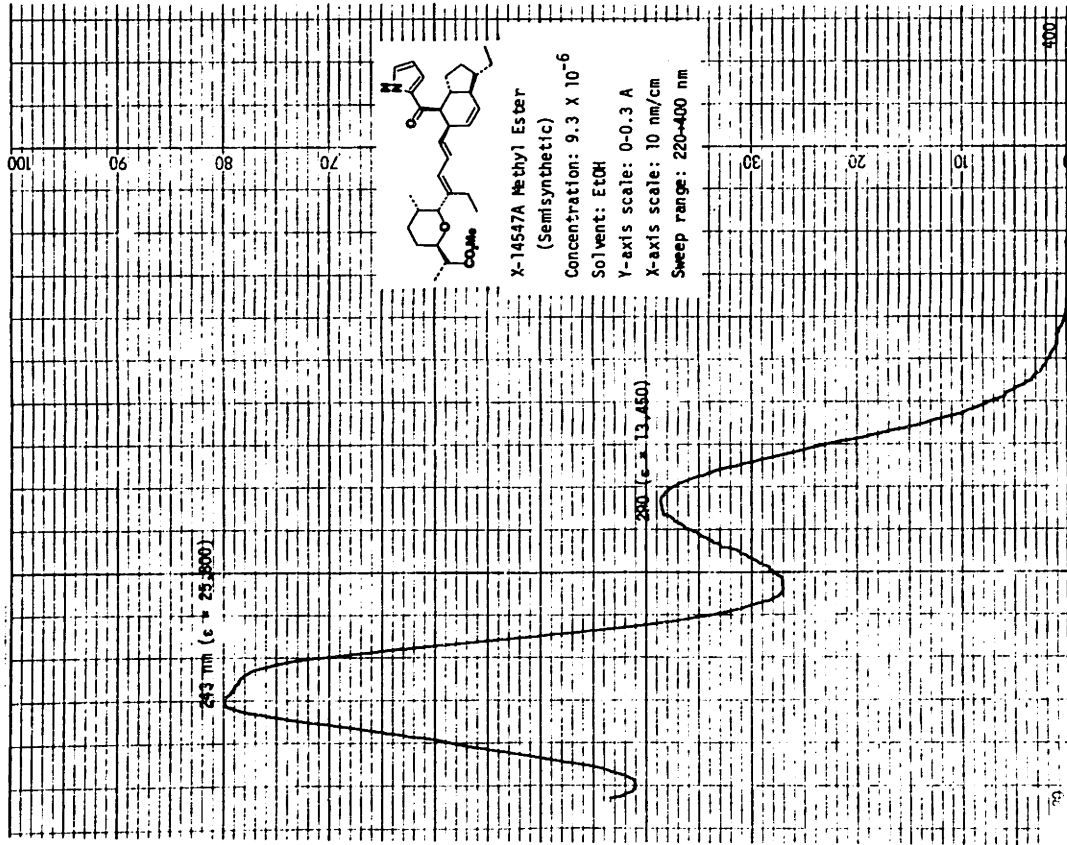 100
90
70
30
20
10
0
400
H
N
O
O
CO₂Me
X-14547A Methyl Ester
(Semisynthetic)
Concentration: 9.3 X 10⁻⁶
Solvent: EtOH
Y-axis scale: 0-0.3 A
X-axis scale: 10 nm/cm
Sweep range: 220→400 nm
243 nm (ε = 25,800)
290 (ε = 13,450)